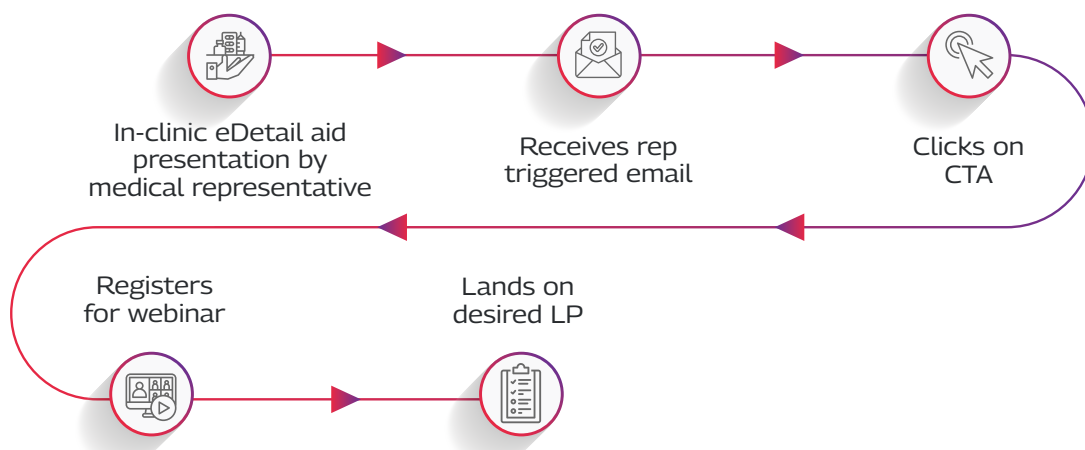 In-clinic eDetail aid
presentation by
medical representative
Receives rep
triggered email
Clicks on
CTA
Registers
for webinar
Lands on
desired LP